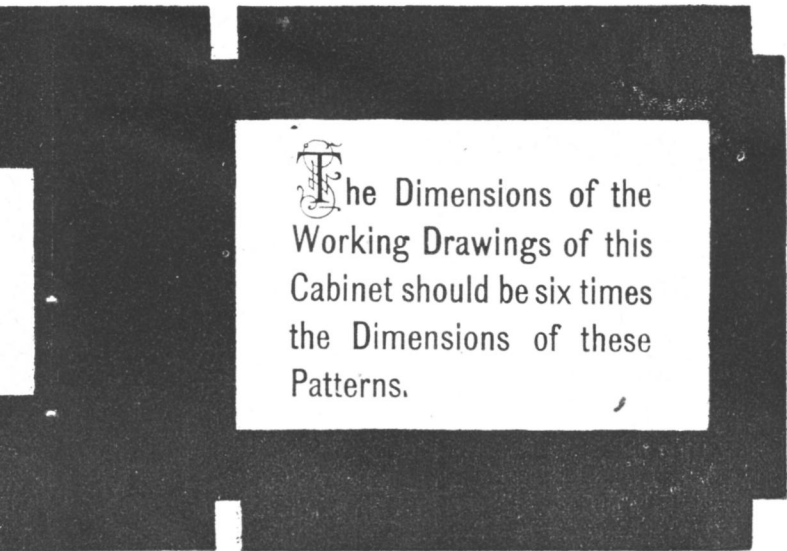 The Dimensions of the
Working Drawings of this
Cabinet should be six times
the Dimensions of these
Patterns.